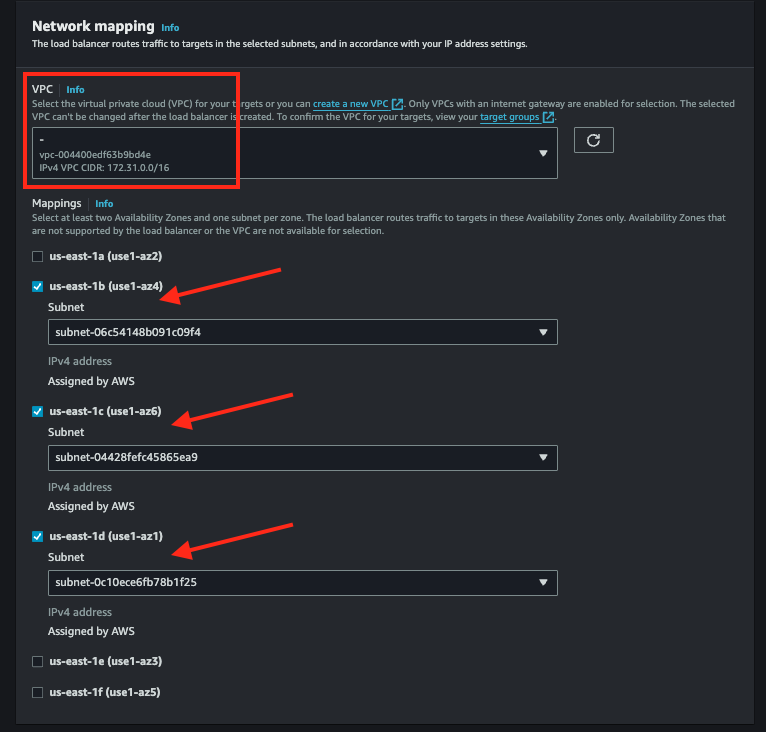 Network mapping Info
The load balancer routes traffic to targets in the selected subnets, and in accordance with your IP address settings.
VPC Info
Select the virtual private cloud (VPC) for your targets or you can create a new VPC. Only VPCs with an internet gateway are enabled for selection. The selected
VPC can't be changed after the load balancer is created. To confirm the VPC for your targets, view your target groups.
-
vpc-004400edf63b9bd4e
IPv4 VPC CIDR: 172.31.0.0/16
Mappings Info
Select at least two Availability Zones and one subnet per zone. The load balancer routes traffic to targets in these Availability Zones only. Availability Zones that
are not supported by the load balancer or the VPC are not available for selection.
us-east-1a (use1-az2)
us-east-1b (use1-az4)
Subnet
subnet-06c54148b091c09f4
IPv4 address
Assigned by AWS
us-east-1c (use1-az6)
Subnet
subnet-04428fefc45865ea9
IPv4 address
Assigned by AWS
us-east-1d (use1-az1)
Subnet
subnet-0c10ece6fb78b1f25
IPv4 address
Assigned by AWS
us-east-1e (use1-az3)
us-east-1f (use1-az5)